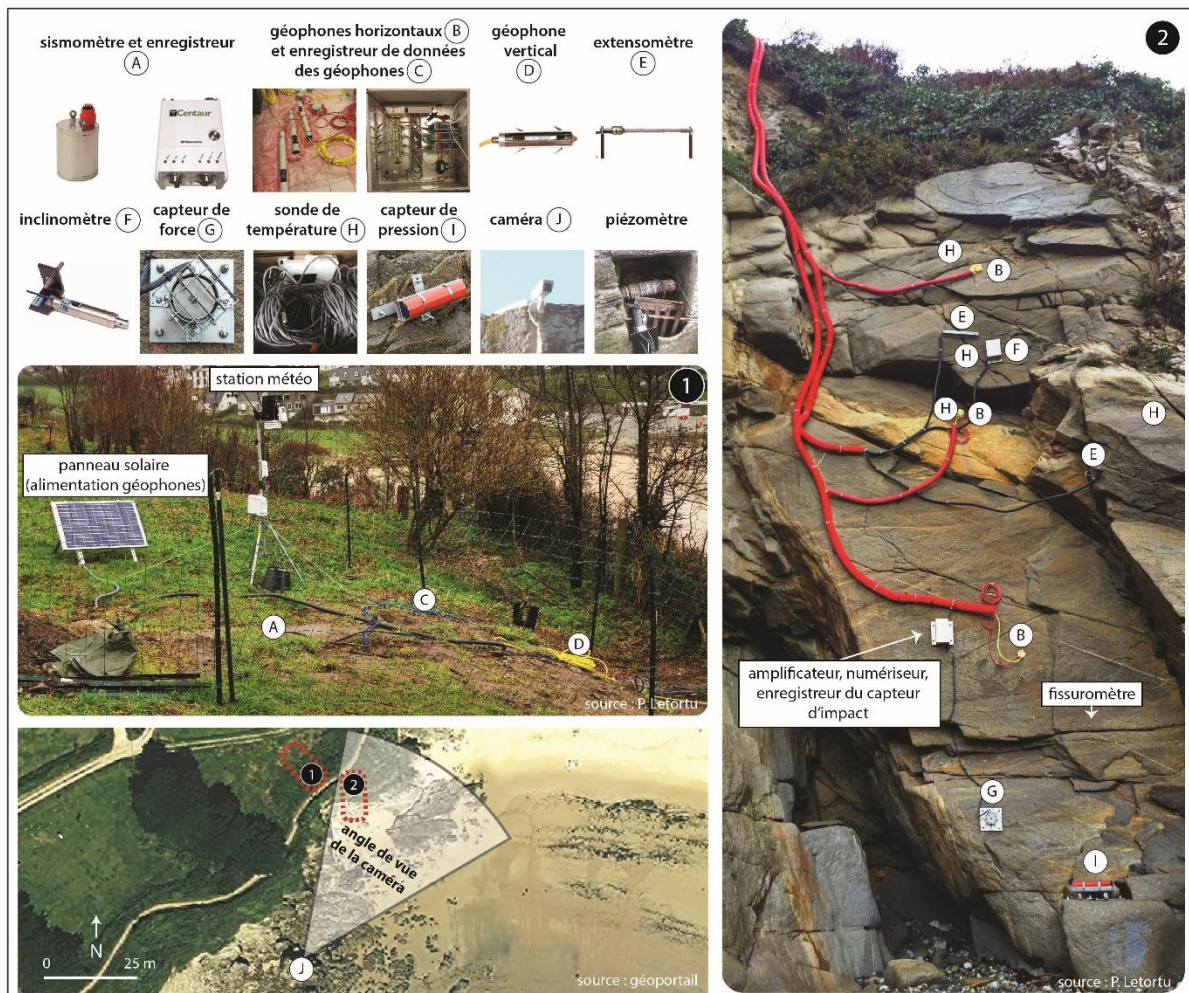 sismomètre et enregistreur
A
géophones horizontaux B
et enregistreur de données
des géophones C
géophone
vertical
D
extensomètre
E
Centaur
inclinomètre F
capteur de
force G
sonde de
température H
capteur de
pression I
caméra J
piézomètre
station météo
1
panneau solaire
(alimentation géophones)
C
A
D
source : P. Letortu
1
2
angle de vue
de la caméra
N
0 25 m
J
source : géoportail
2
H
B
E
H
F
H
B
H
E
B
amplificateur, numériseur,
enregistreur du capteur
d'impact
fissuromètre
G
I
source : P. Letortu